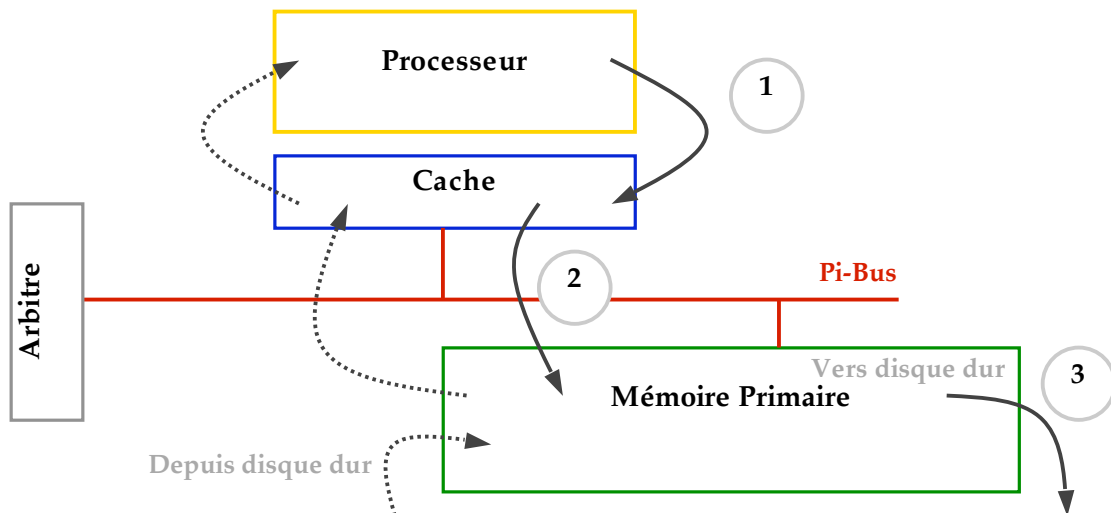 Processeur
1
Cache
Arbitre
2
Pi-Bus
Vers disque dur
3
Mémoire Primaire
Depuis disque dur